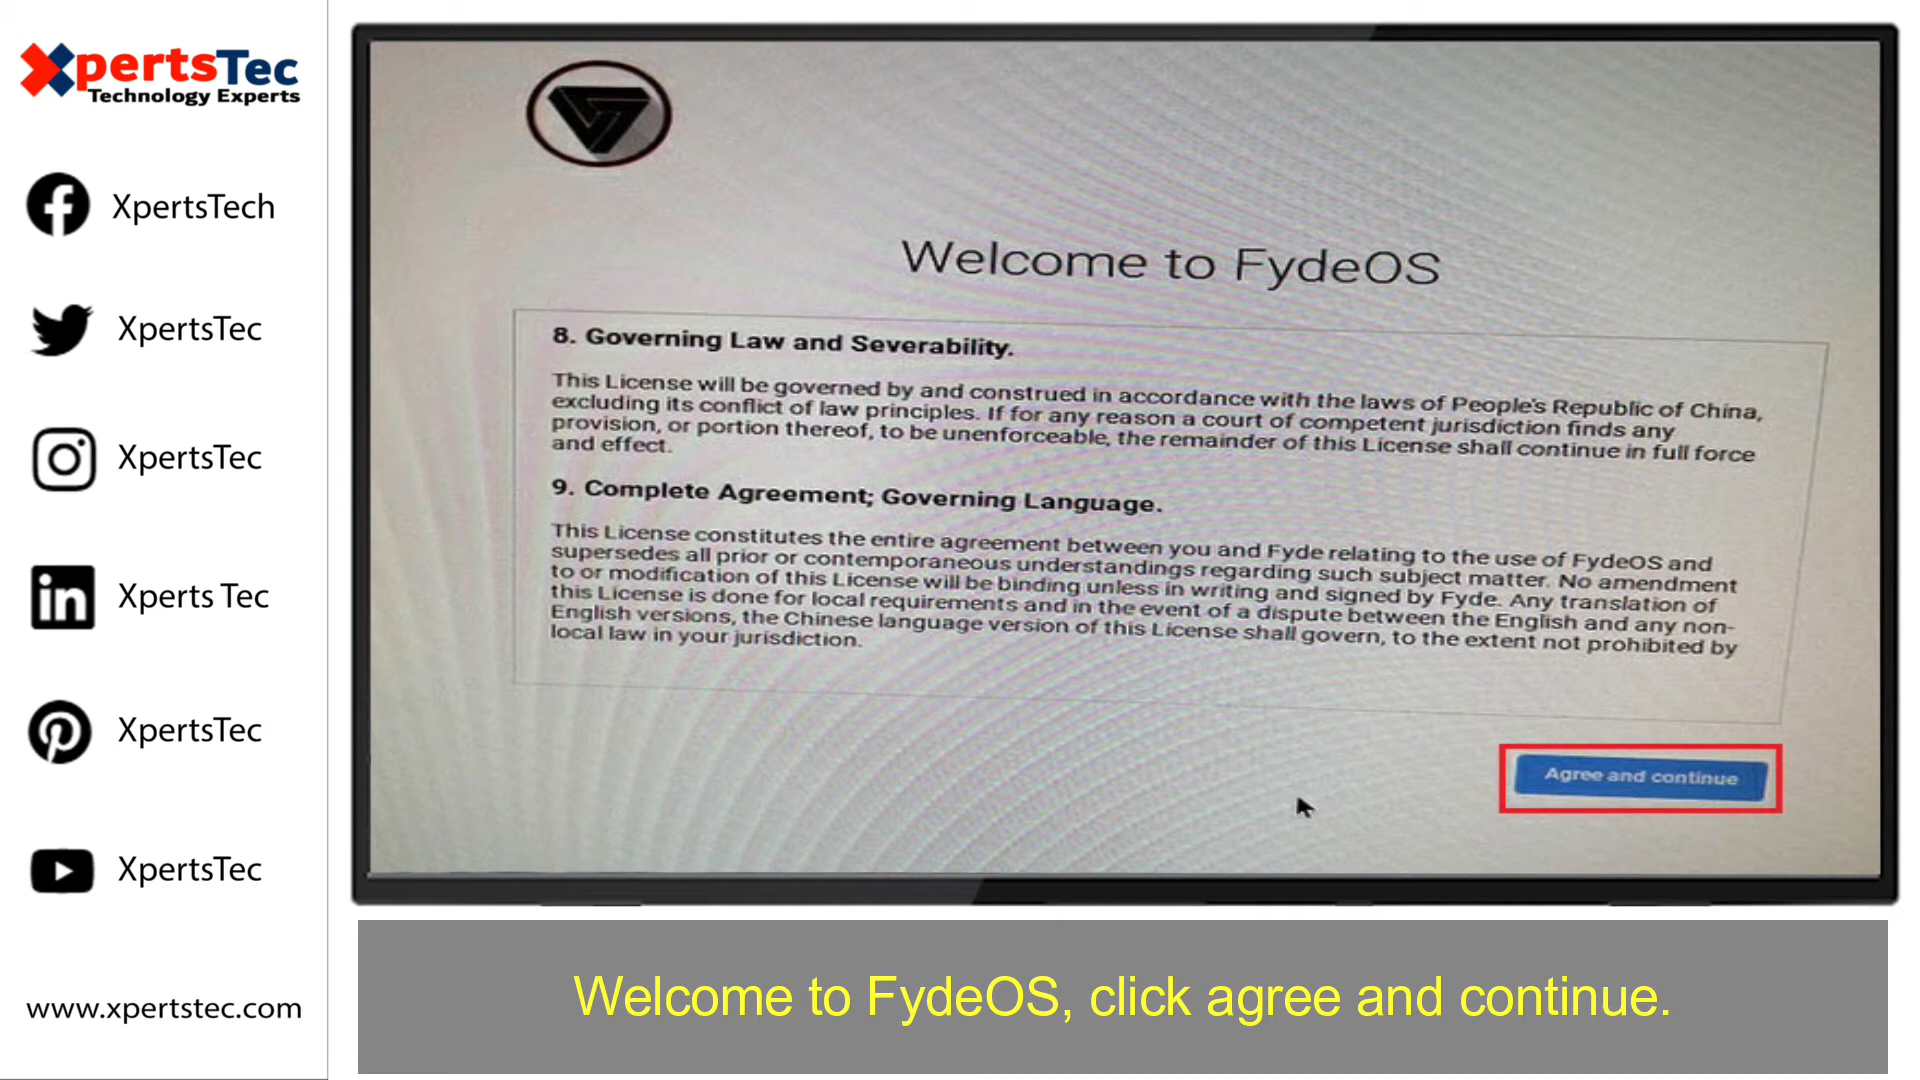 XpertsTec
Technology Experts
XpertsTech
XpertsTec
XpertsTec
Xperts Tec
XpertsTec
XpertsTec
www.xpertstec.com
Welcome to FydeOS
8. Governing Law and Severability.
This License will be governed by and construed in accordance with the laws of People's Republic of China,
excluding its conflict of law principles. If for any reason a court of competent jurisdiction finds any
provision, or portion thereof, to be unenforceable, the remainder of this License shall continue in full force
and effect.
9. Complete Agreement; Governing Language.
This License constitutes the entire agreement between you and Fyde relating to the use of FydeOS and
supersedes all prior or contemporaneous understandings regarding such subject matter. No amendment
to or modification of this License will be binding unless in writing and signed by Fyde. Any translation of
this License is done for local requirements and in the event of a dispute between the English and any non-
English versions, the Chinese language version of this License shall govern, to the extent not prohibited by
local law in your jurisdiction.
Agree and continue
Welcome to FydeOS, click agree and continue.